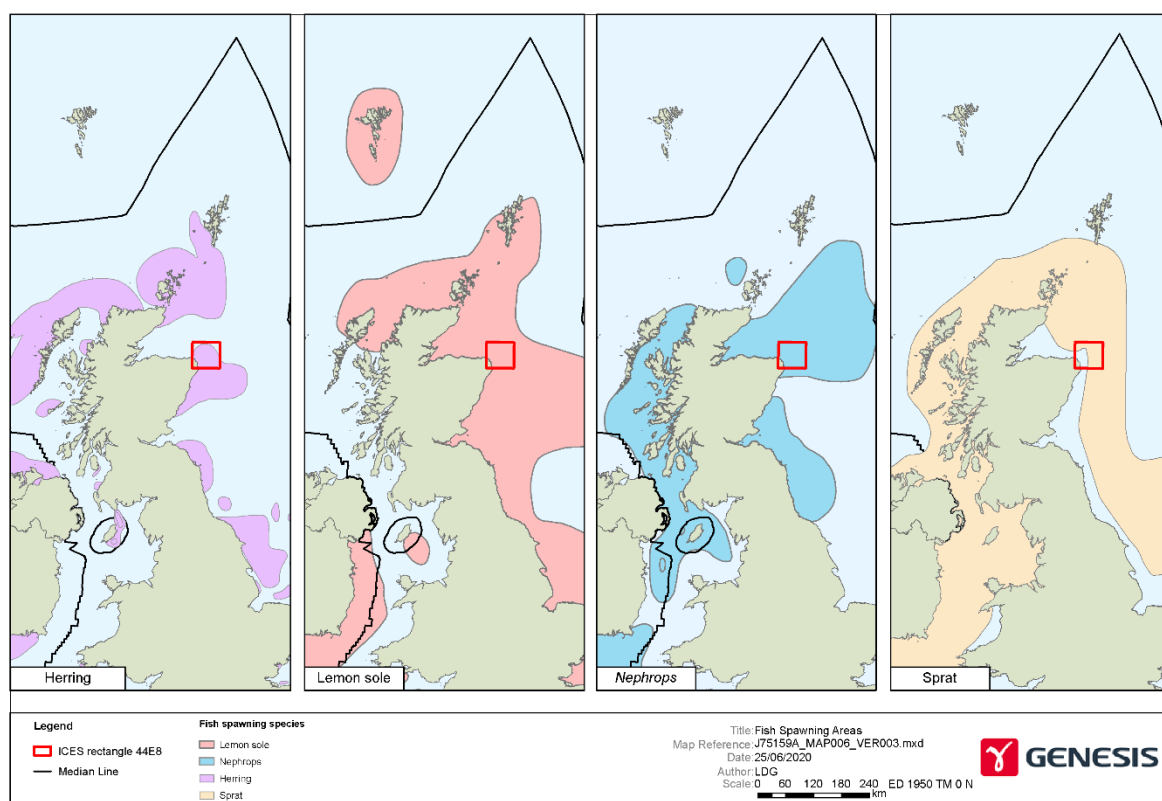 Herring
Lemon sole
Nephrops
Sprat
Legend
ICES rectangle 44E8
Median Line
Fish spawning species
Lemon sole
Nephrops
Herring
Sprat
Title: Fish Spawning Areas
Map Reference: J75159A_MAP006_VER003.mxd
Date: 25/06/2020
Author: LDG
Scale: 0 60 120 180 240 ED 1950 TM 0 N
km
GENESIS